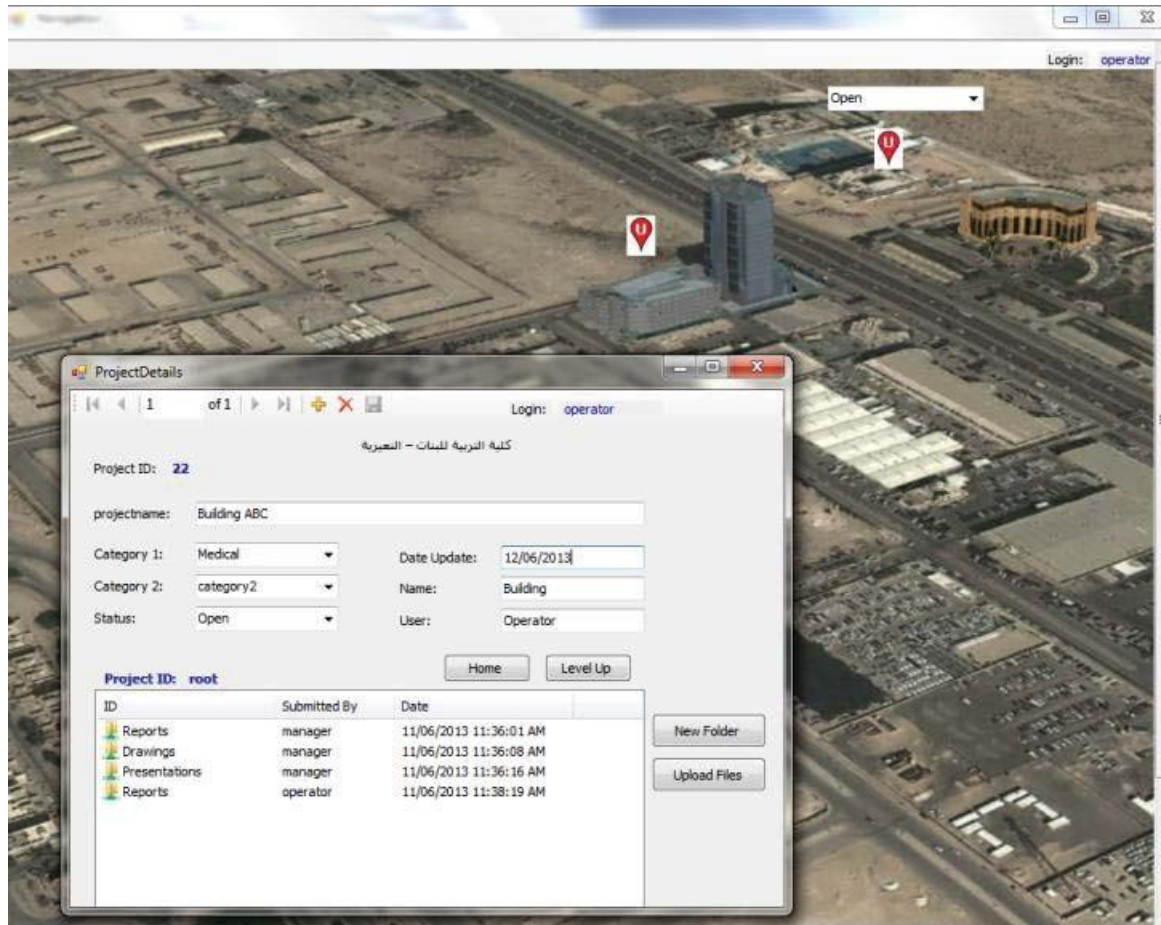 Navigation
Login: operator
Open
U
U
ProjectDetails
1 of 1
Login: operator
كلية التربية للبنات – النعيرية
Project ID: 22
projectname: Building ABC
Category 1: Medical Date Update: 12/06/2013
Category 2: category2 Name: Building
Status: Open User: Operator
Home Level Up
Project ID: root
ID Submitted By Date
Reports manager 11/06/2013 11:36:01 AM
Drawings manager 11/06/2013 11:36:08 AM
Presentations manager 11/06/2013 11:36:16 AM
Reports operator 11/06/2013 11:38:19 AM
New Folder
Upload Files